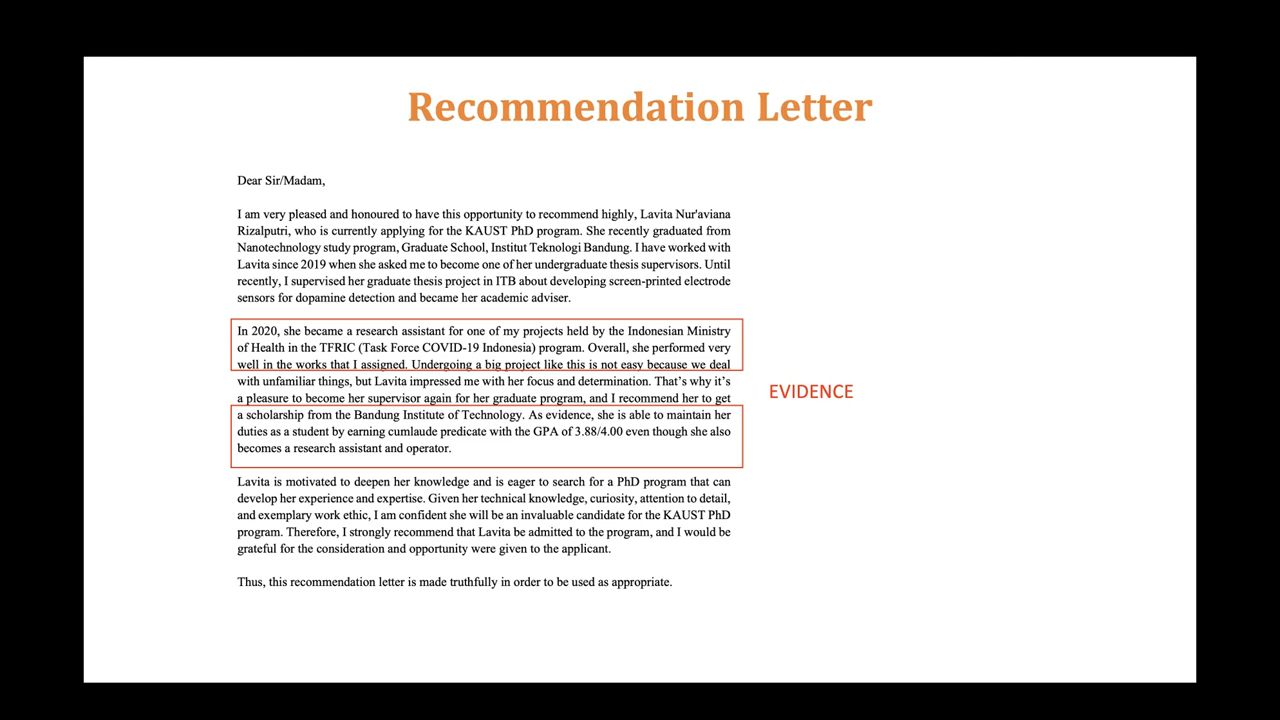 Recommendation Letter
Dear Sir/Madam,
I am very pleased and honoured to have this opportunity to recommend highly, Lavita Nur'aviana
Rizalputri, who is currently applying for the KAUST PhD program. She recently graduated from
Nanotechnology study program, Graduate School, Institut Teknologi Bandung. I have worked with
Lavita since 2019 when she asked me to become one of her undergraduate thesis supervisors. Until
recently, I supervised her graduate thesis project in ITB about developing screen-printed electrode
sensors for dopamine detection and became her academic adviser.
In 2020, she became a research assistant for one of my projects held by the Indonesian Ministry
of Health in the TFRIC (Task Force COVID-19 Indonesia) program. Overall, she performed very
well in the works that I assigned. Undergoing a big project like this is not easy because we deal
with unfamiliar things, but Lavita impressed me with her focus and determination. That's why it's
a pleasure to become her supervisor again for her graduate program, and I recommend her to get
a scholarship from the Bandung Institute of Technology. As evidence, she is able to maintain her
duties as a student by earning cumlaude predicate with the GPA of 3.88/4.00 even though she also
becomes a research assistant and operator.
EVIDENCE
Lavita is motivated to deepen her knowledge and is eager to search for a PhD program that can
develop her experience and expertise. Given her technical knowledge, curiosity, attention to detail,
and exemplary work ethic, I am confident she will be an invaluable candidate for the KAUST PhD
program. Therefore, I strongly recommend that Lavita be admitted to the program, and I would be
grateful for the consideration and opportunity were given to the applicant.
Thus, this recommendation letter is made truthfully in order to be used as appropriate.